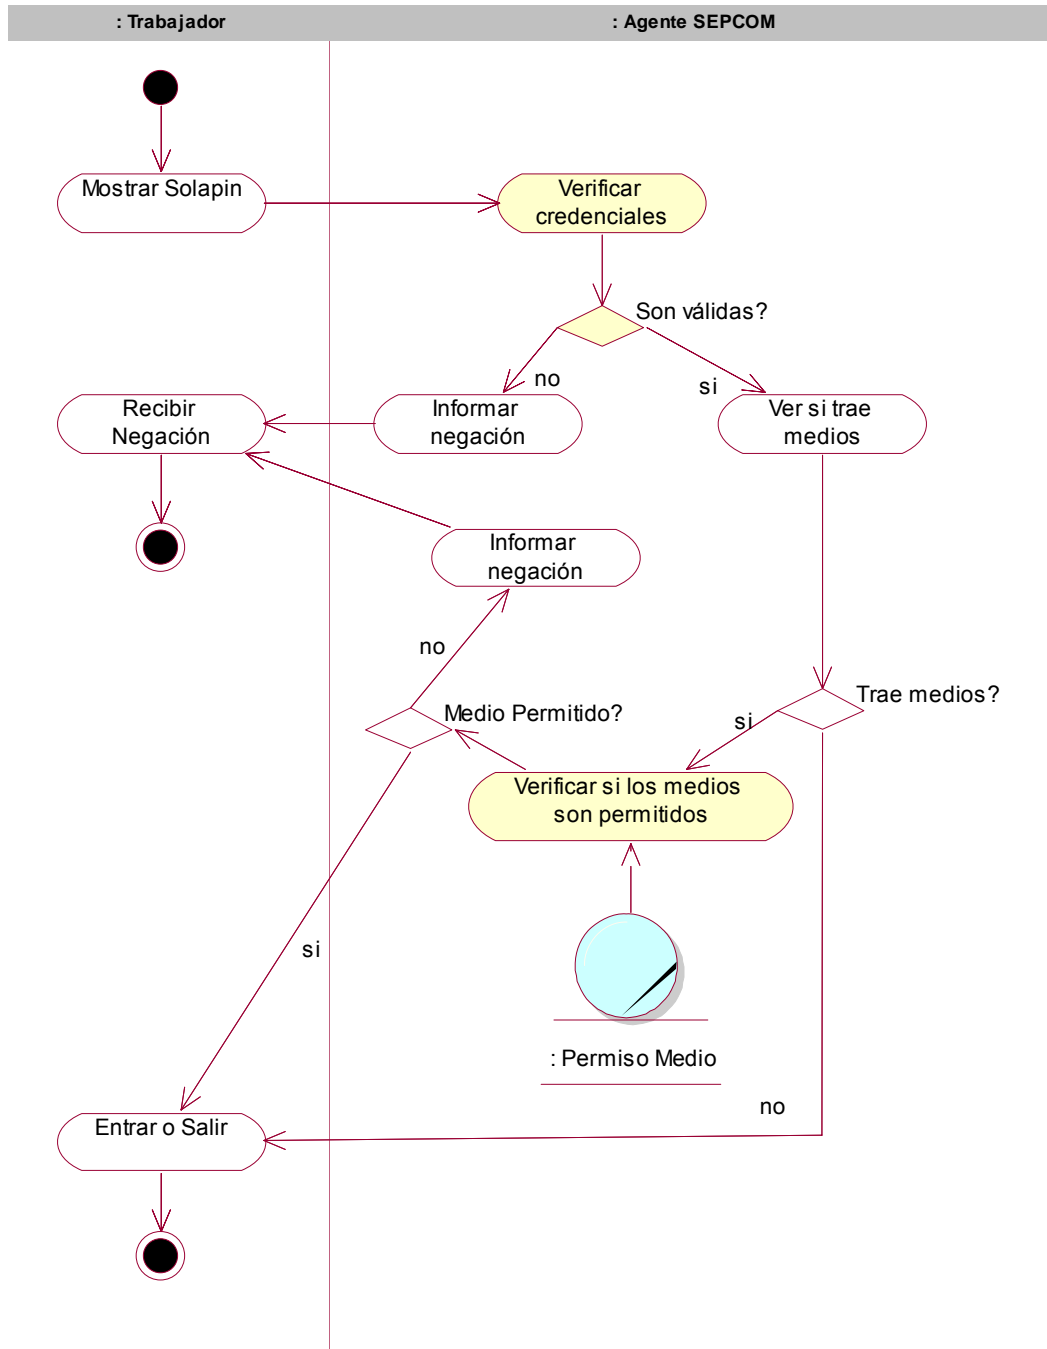 : Trabajador
: Agente SEPCOM
Mostrar Solapin
Verificar
credenciales
Son válidas?
no
si
Recibir
Negación
Informar
negación
Ver si trae
medios
Informar
negación
no
Medio Permitido?
si
Trae medios?
Verificar si los medios
son permitidos
si
: Permiso Medio
no
Entrar o Salir